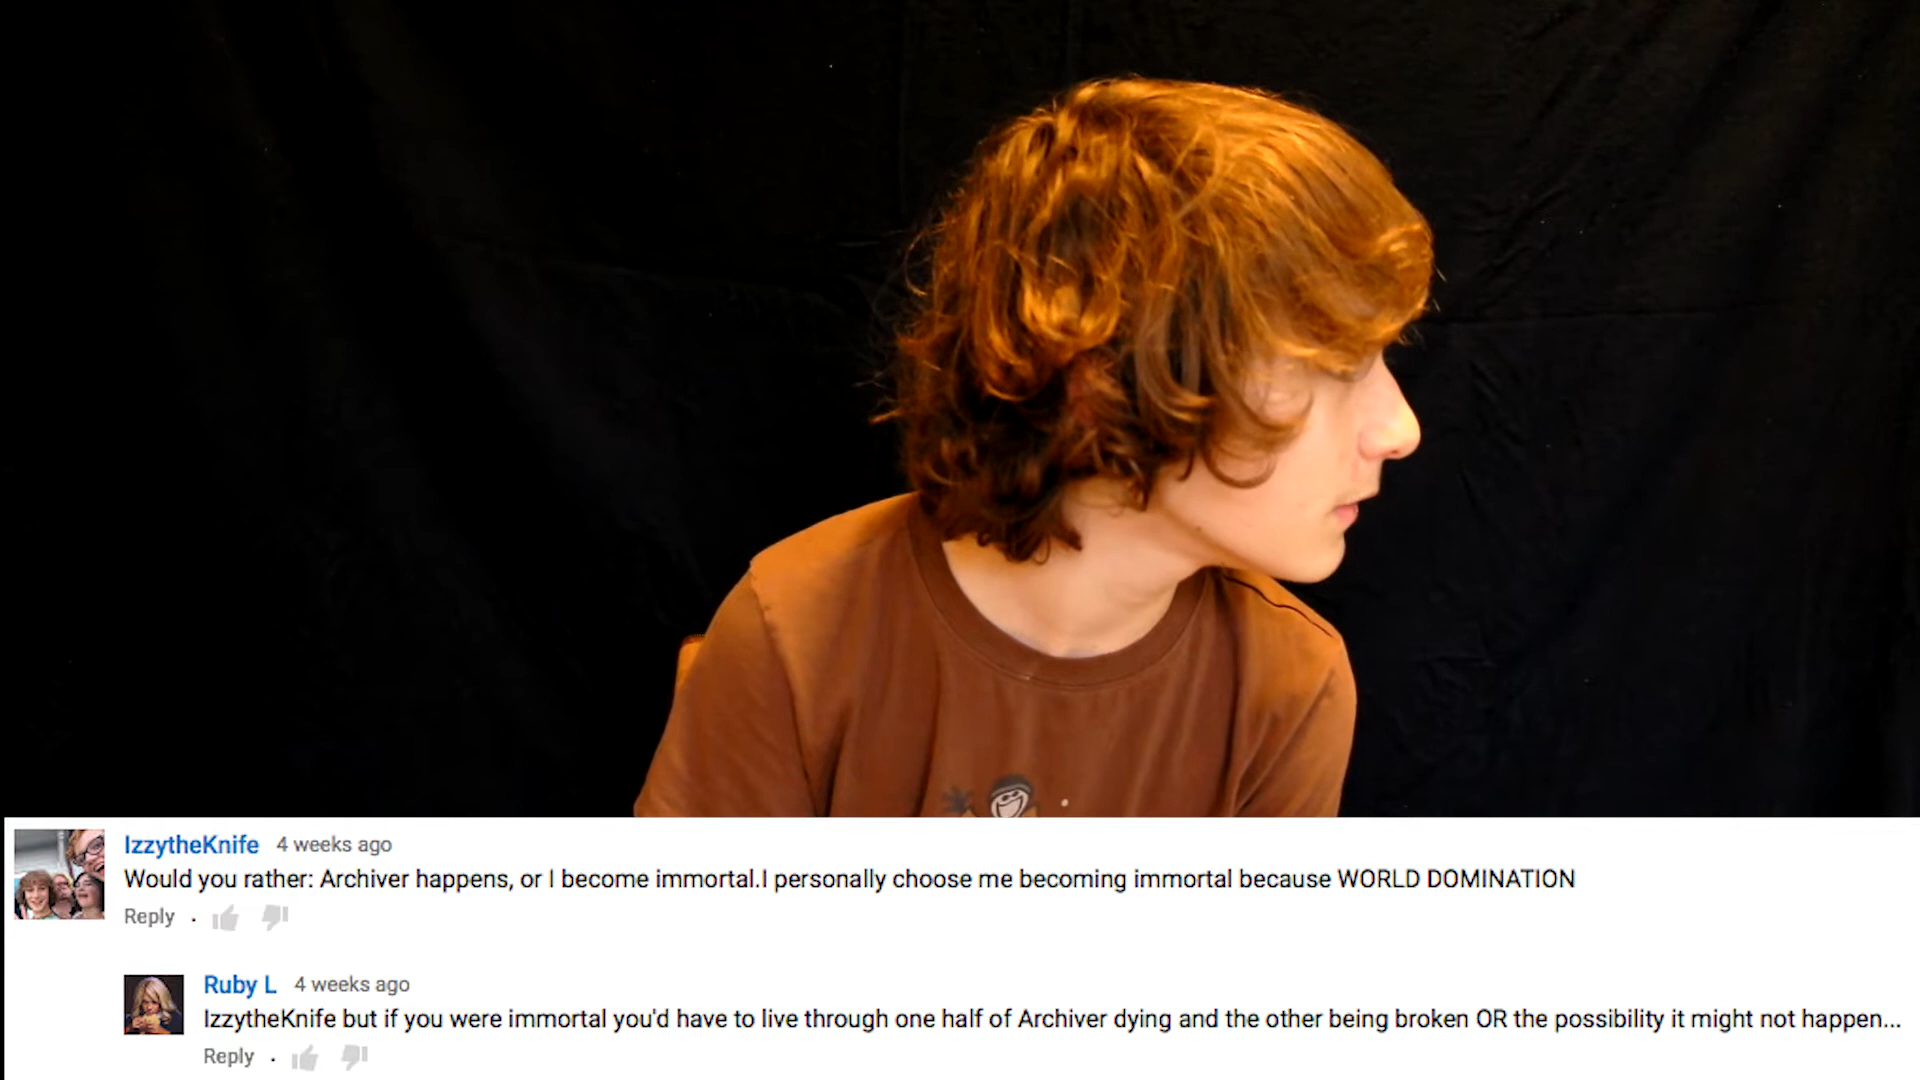 IzzytheKnife 4 weeks ago
Would you rather: Archiver happens, or I become immortal.I personally choose me becoming immortal because WORLD DOMINATION
Reply .
Ruby L 4 weeks ago
IzzytheKnife but if you were immortal you'd have to live through one half of Archiver dying and the other being broken OR the possibility it might not happen...
Reply .